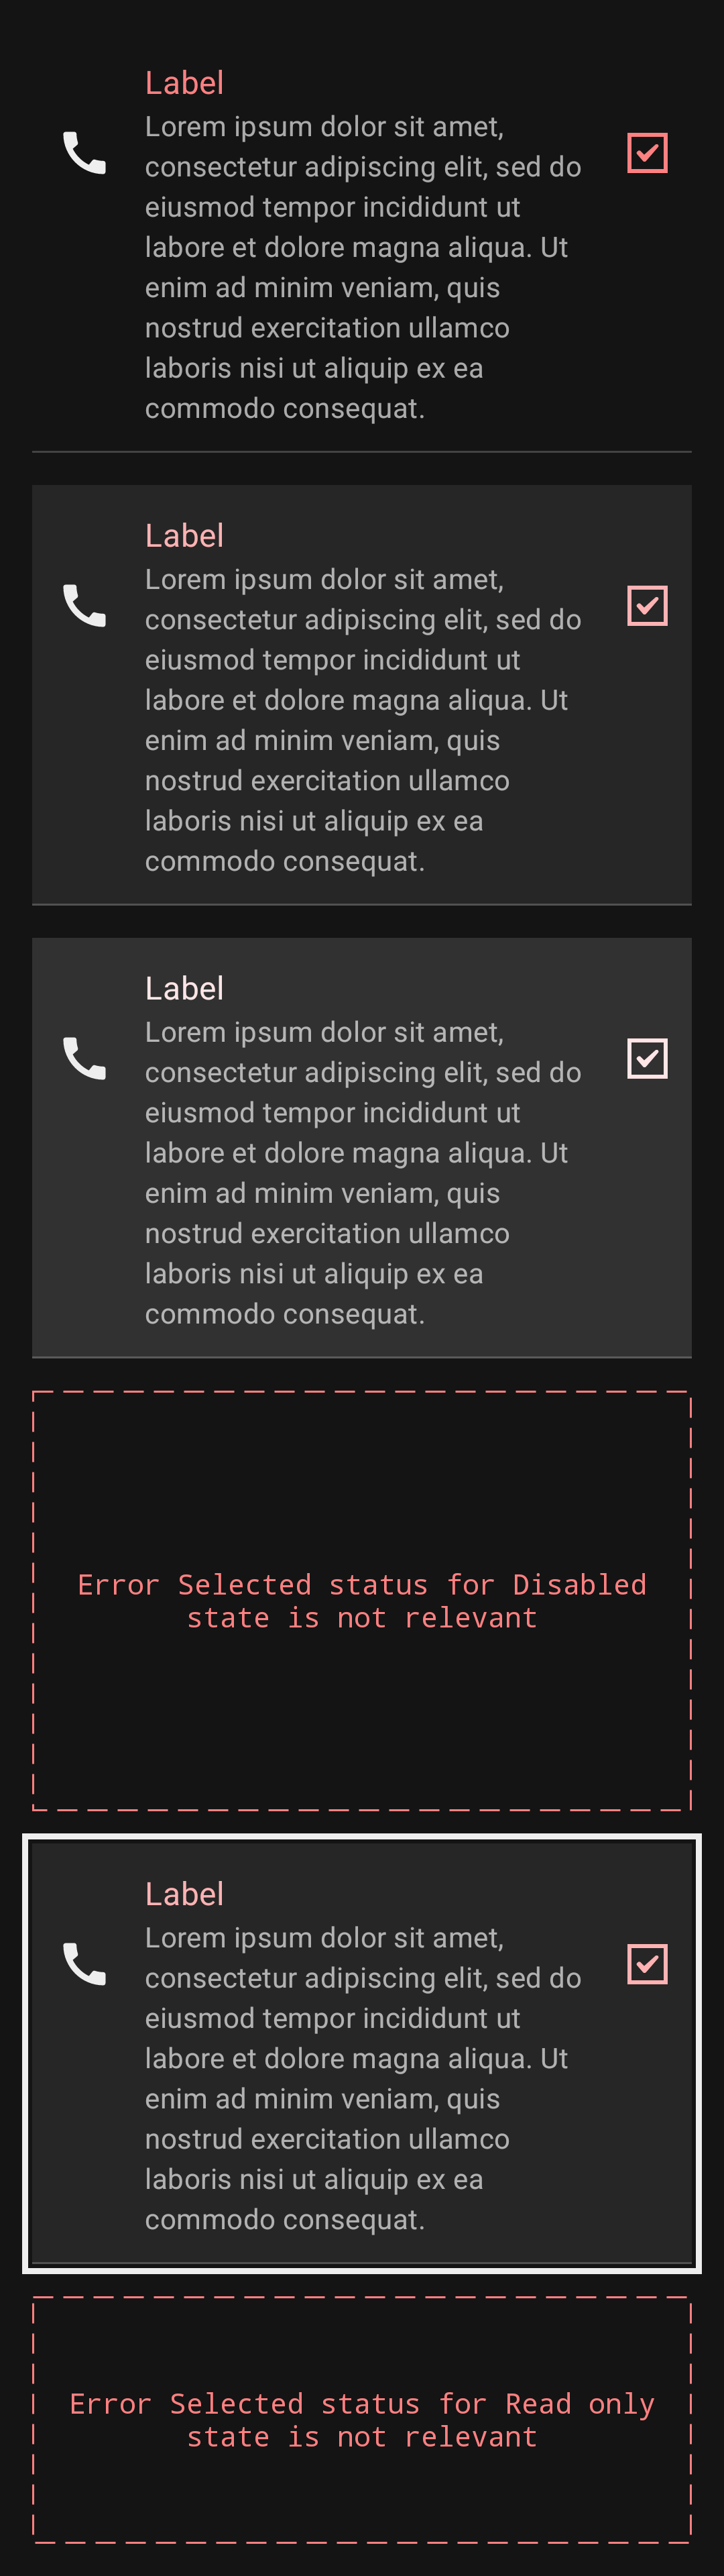 Label
Lorem ipsum dolor sit amet,
consectetur adipiscing elit, sed do
eiusmod tempor incididunt ut
labore et dolore magna aliqua. Ut
enim ad minim veniam, quis
nostrud exercitation ullamco
laboris nisi ut aliquip ex ea
commodo consequat.
Label
Lorem ipsum dolor sit amet,
consectetur adipiscing elit, sed do
eiusmod tempor incididunt ut
labore et dolore magna aliqua. Ut
enim ad minim veniam, quis
nostrud exercitation ullamco
laboris nisi ut aliquip ex ea
commodo consequat.
Label
Lorem ipsum dolor sit amet,
consectetur adipiscing elit, sed do
eiusmod tempor incididunt ut
labore et dolore magna aliqua. Ut
enim ad minim veniam, quis
nostrud exercitation ullamco
laboris nisi ut aliquip ex ea
commodo consequat.
Error Selected status for Disabled
state is not relevant
Label
Lorem ipsum dolor sit amet,
consectetur adipiscing elit, sed do
eiusmod tempor incididunt ut
labore et dolore magna aliqua. Ut
enim ad minim veniam, quis
nostrud exercitation ullamco
laboris nisi ut aliquip ex ea
commodo consequat.
Error Selected status for Read only
state is not relevant